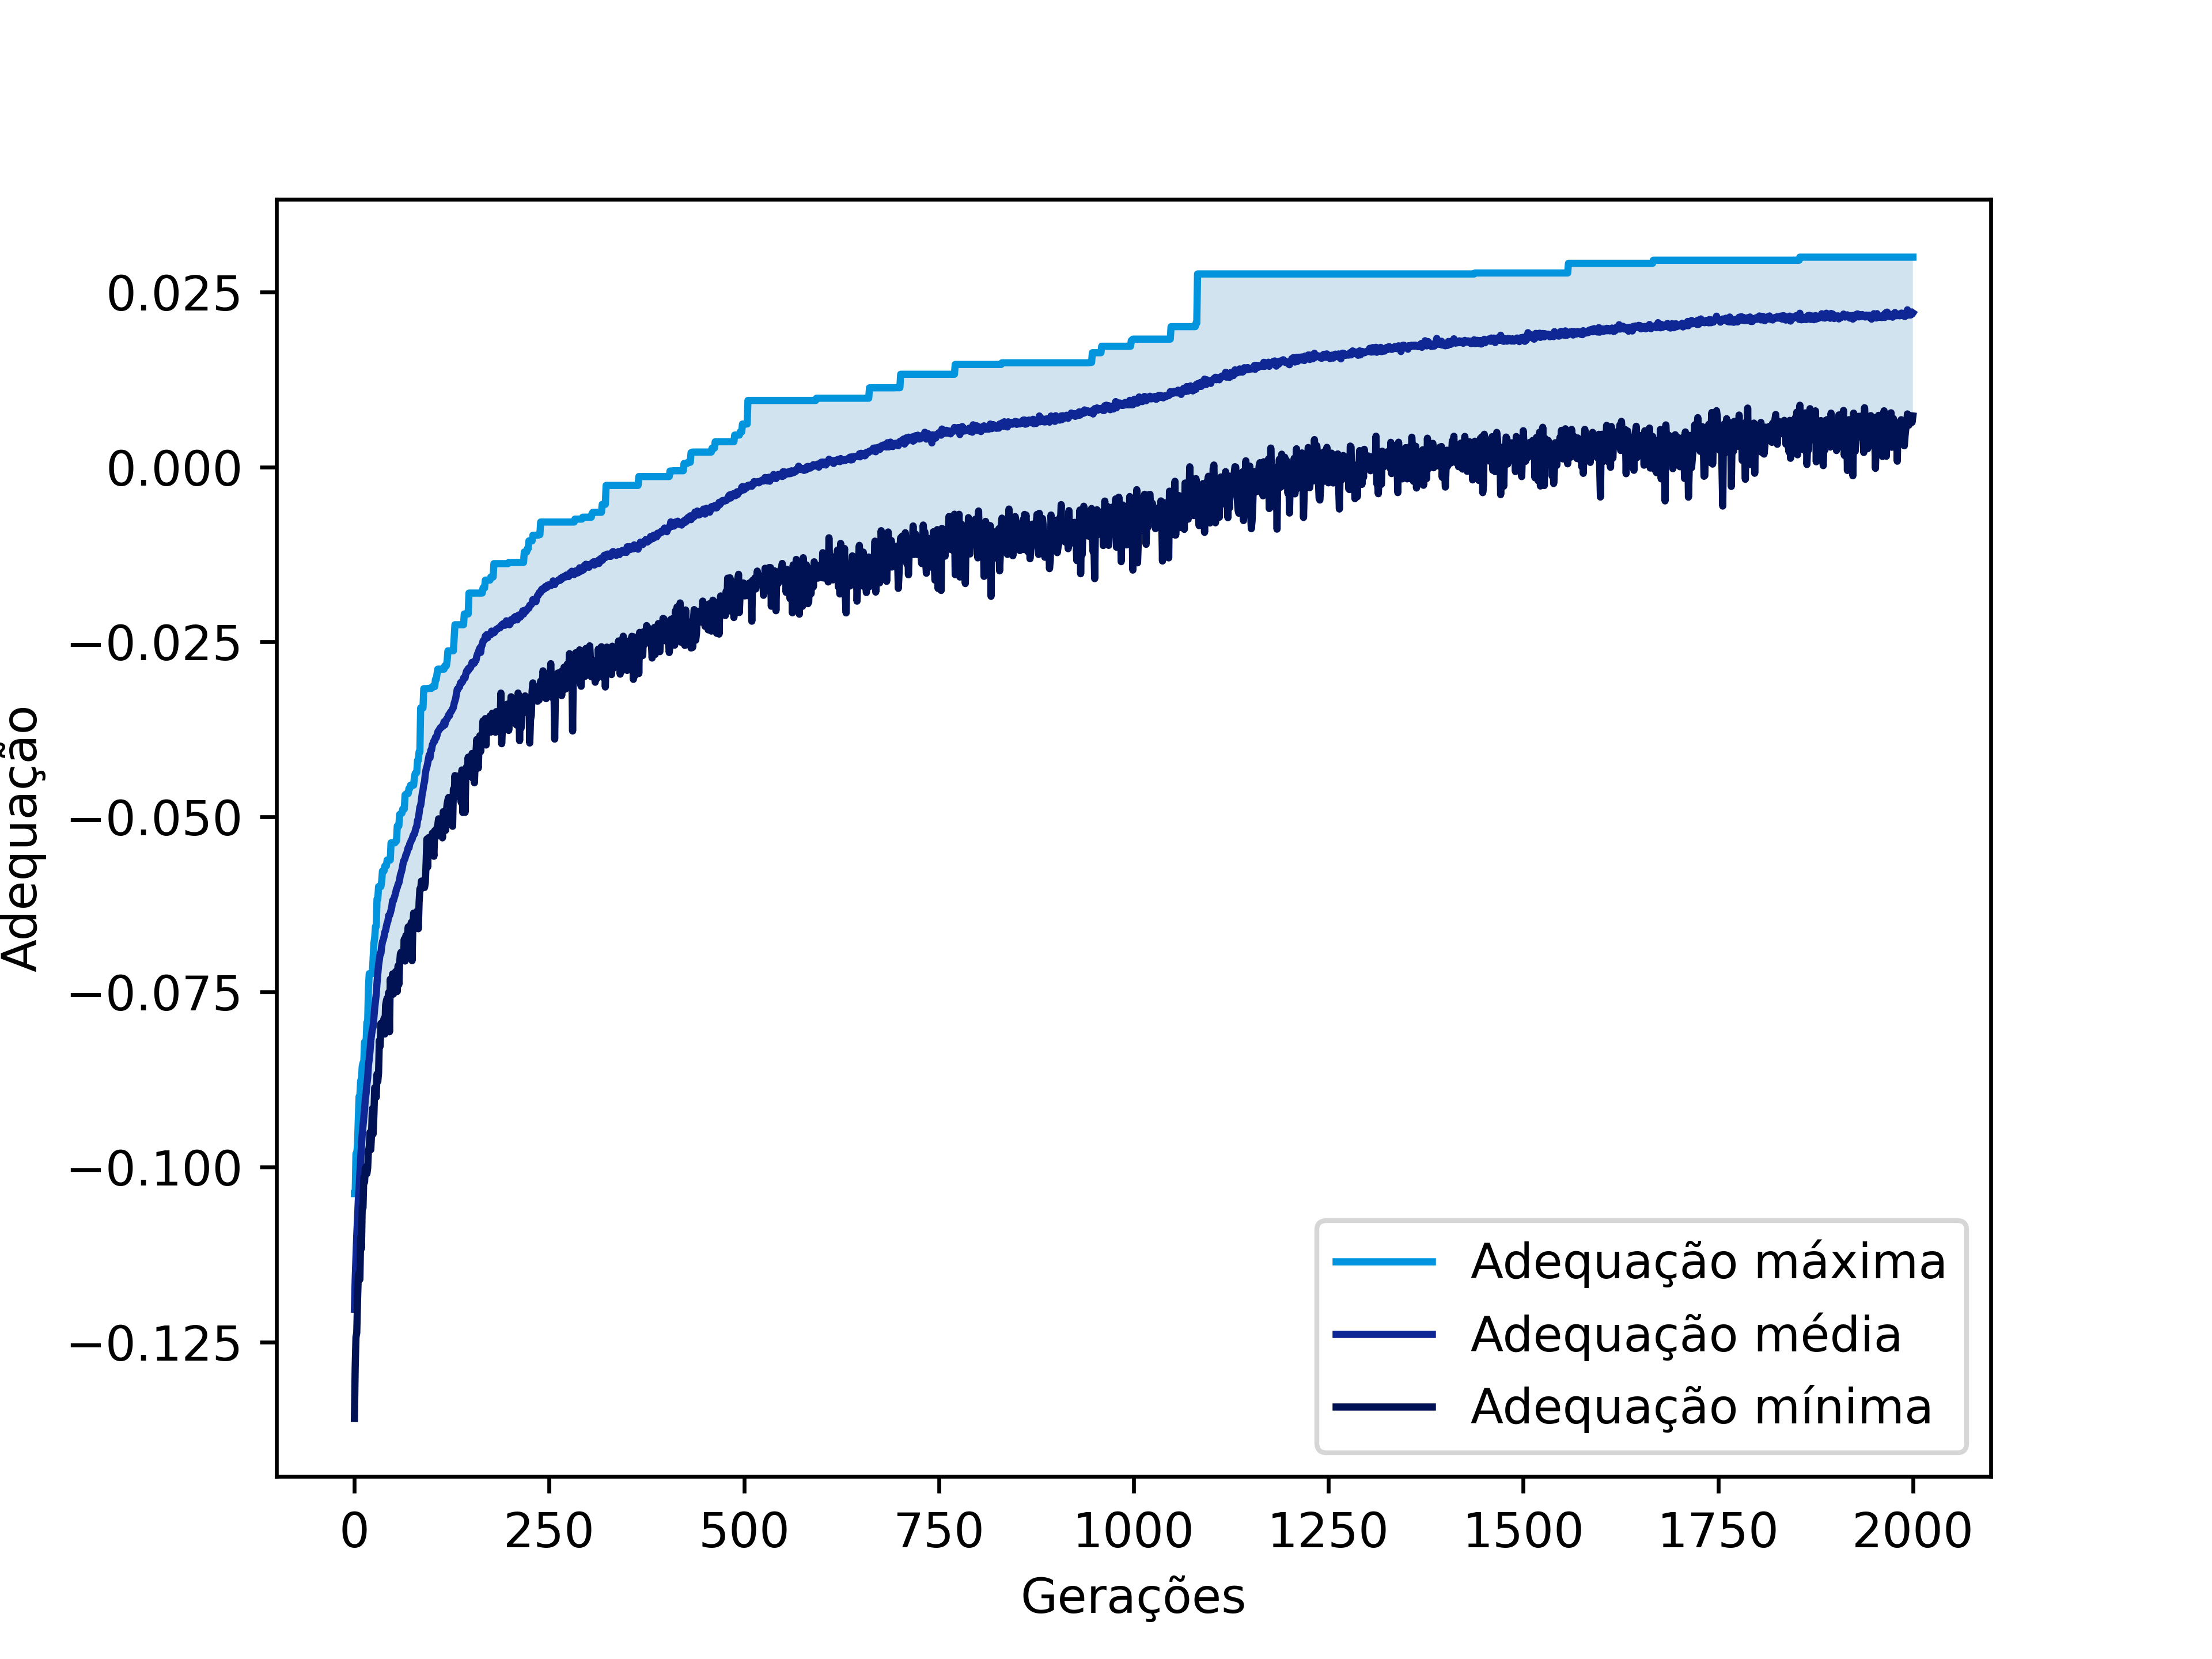 0.025
0.000
−0.025
−0.050
−0.075
−0.100
−0.125
Adequação
0 250 500 750 1000 1250 1500 1750 2000
Gerações
Adequação máxima
Adequação média
Adequação mínima